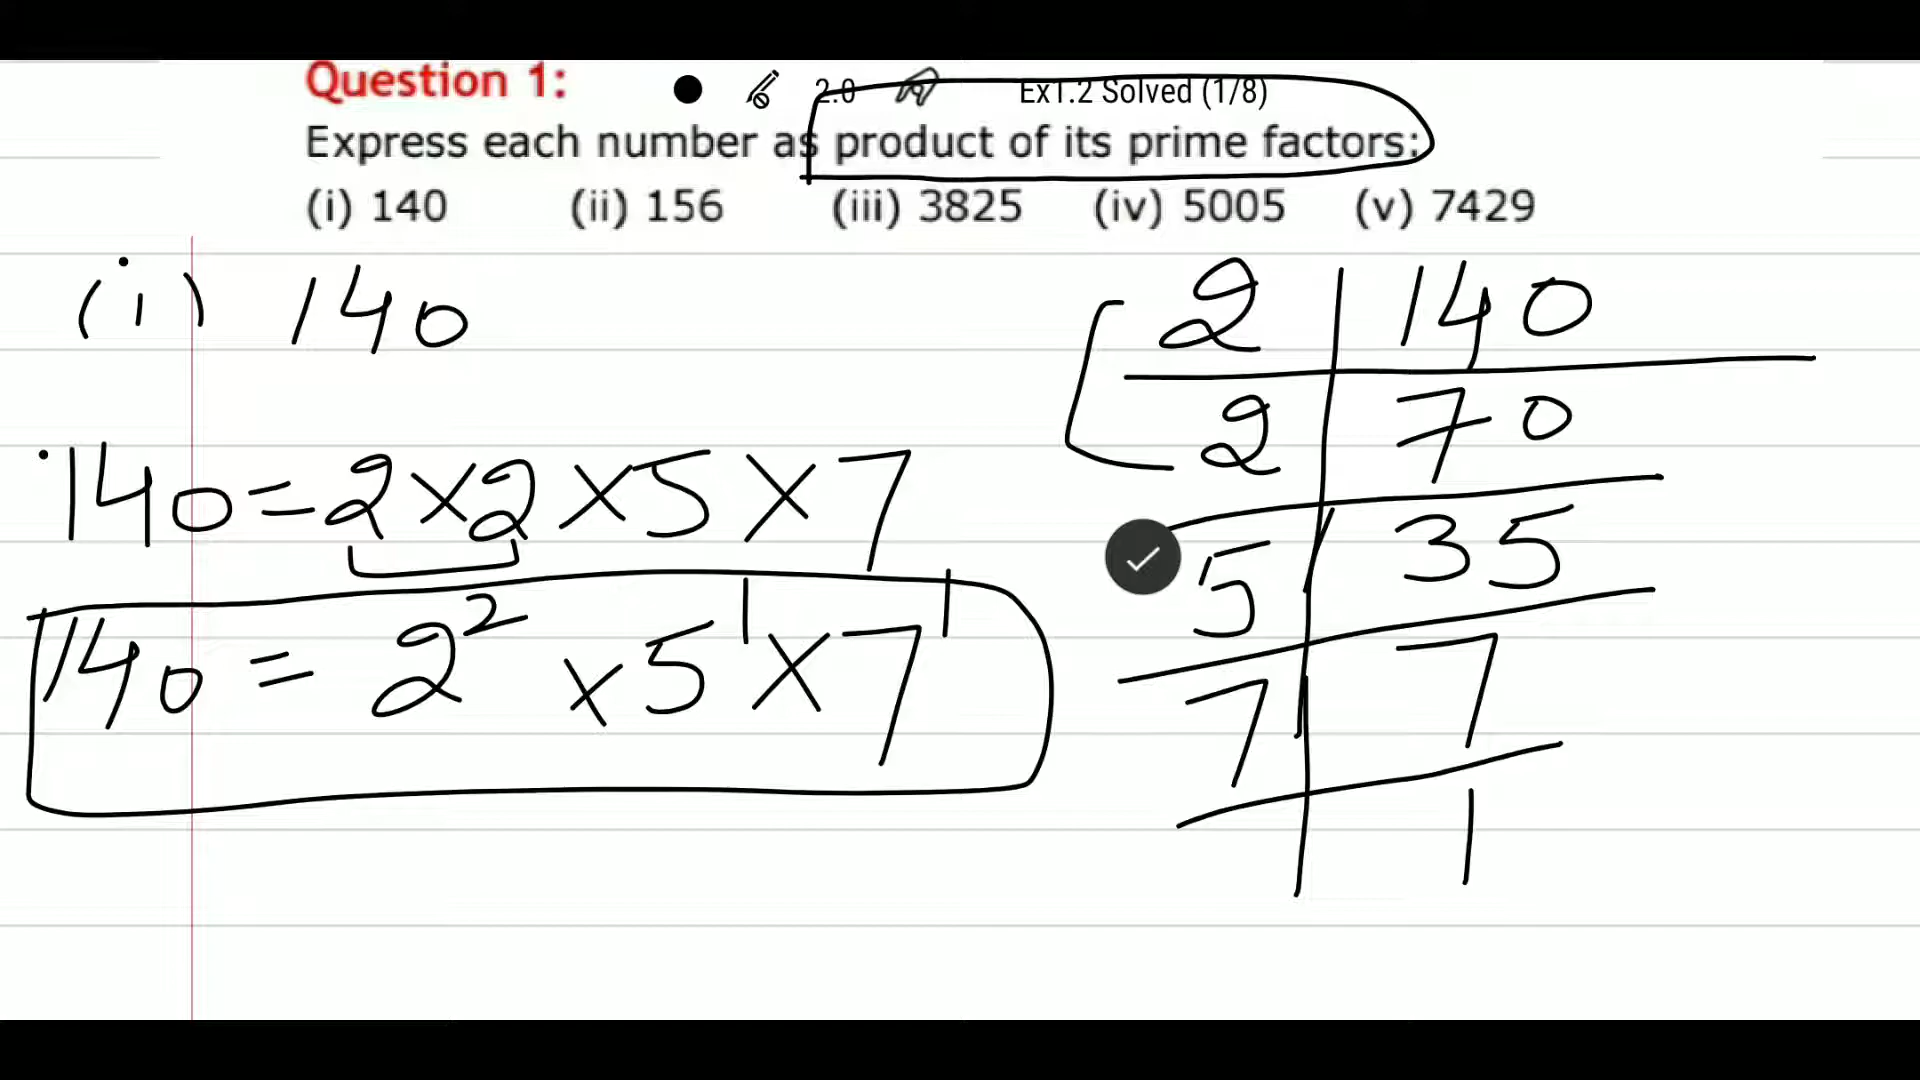 Question 1:
2.0
Ex1.2 Solved (1/8)
Express each number as product of its prime factors:
(i) 140 (ii) 156 (iii) 3825 (iv) 5005 (v) 7429
(i) 140
140 = 2 × 2 × 5 × 7
140 = 2² × 5¹ × 7¹
2 | 140
2 | 70
5 | 35
7 | 7
| 1